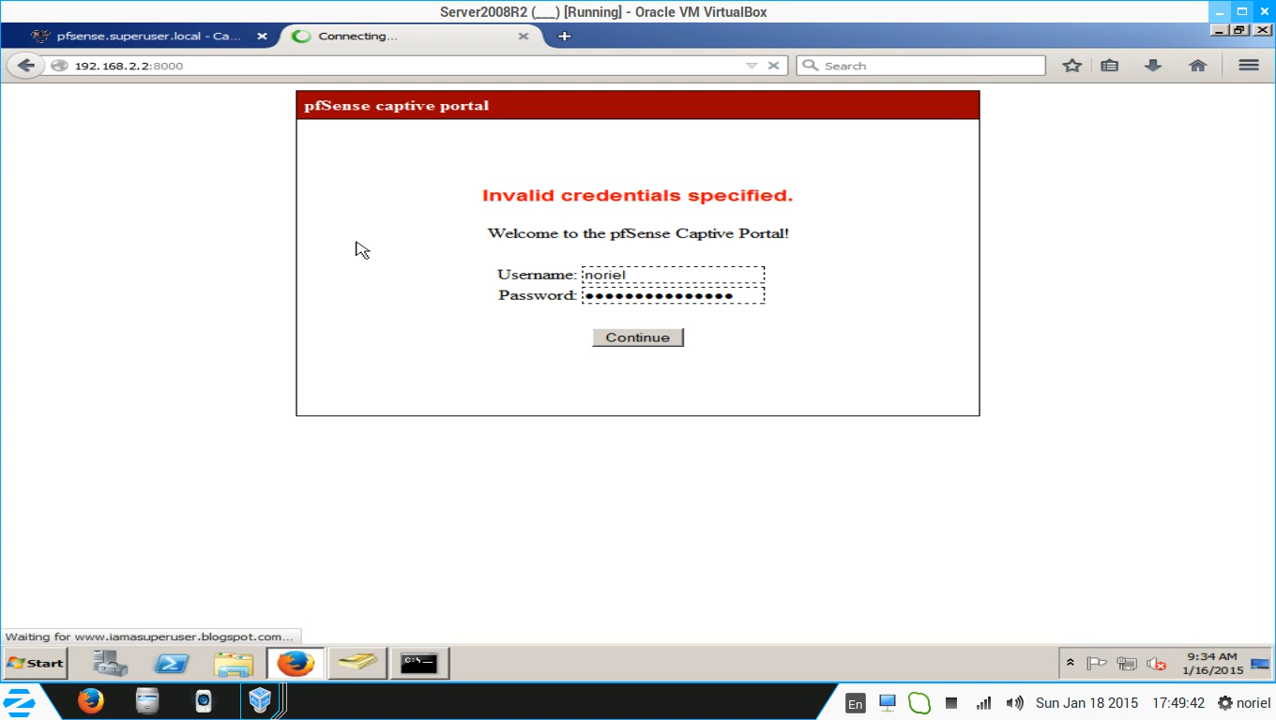 Server2008R2 (___) [Running] - Oracle VM VirtualBox
pfsense.superuser.local - Ca...
Connecting...
192.168.2.2:8000
Search
pfSense captive portal
Invalid credentials specified.
Welcome to the pfSense Captive Portal!
Username: noriel
Password: ●●●●●●●●●●●●●●●
Continue
Waiting for www.iamasuperuser.blogspot.com...
Start
C:\_
9:34 AM
1/16/2015
En
Sun Jan 18 2015 17:49:42 noriel